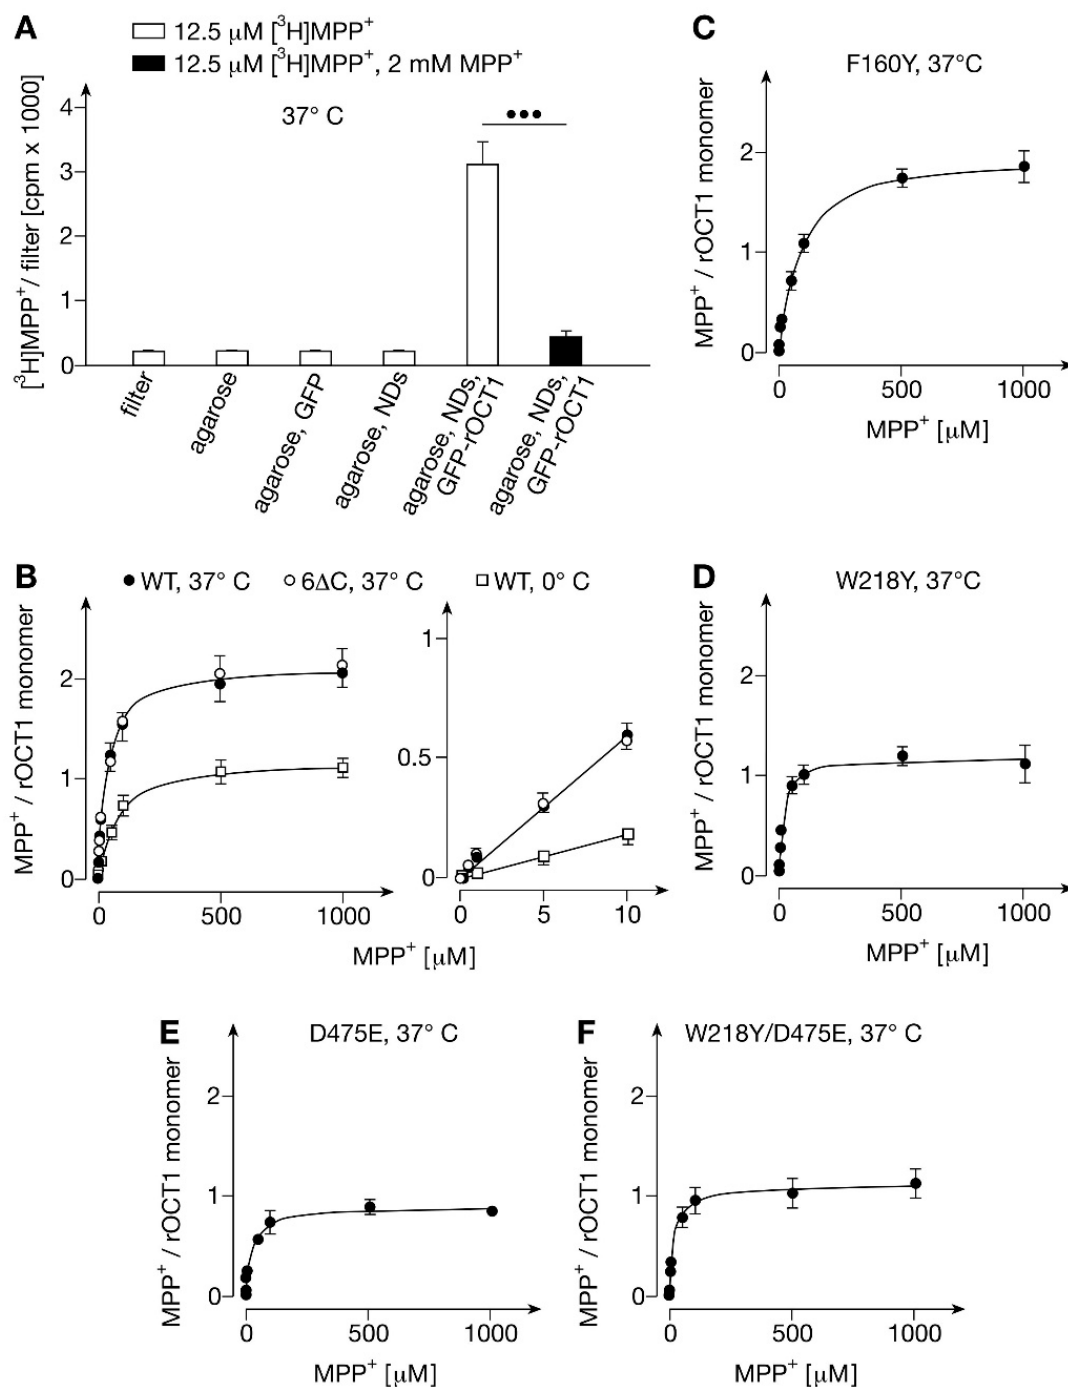 A
12.5 μM [³H]MPP⁺
12.5 μM [³H]MPP⁺, 2 mM MPP⁺
37° C
[³H]MPP⁺/ filter [cpm x 1000]
4
3
2
1
0
filter
agarose
agarose, GFP
agarose, NDs
agarose, NDs,
GFP-rOCT1
agarose, NDs,
GFP-rOCT1
C
F160Y, 37°C
MPP⁺ / rOCT1 monomer
2
1
0
0 500 1000
MPP⁺ [μM]
B
WT, 37° C 6ΔC, 37° C WT, 0° C
MPP⁺ / rOCT1 monomer
2
1
0
0 500 1000
1
0.5
0
0 5 10
MPP⁺ [μM]
D
W218Y, 37°C
MPP⁺ / rOCT1 monomer
2
1
0
0 500 1000
MPP⁺ [μM]
E
D475E, 37° C
MPP⁺ / rOCT1 monomer
2
1
0
0 500 1000
MPP⁺ [μM]
F
W218Y/D475E, 37° C
MPP⁺ / rOCT1 monomer
2
1
0
0 500 1000
MPP⁺ [μM]